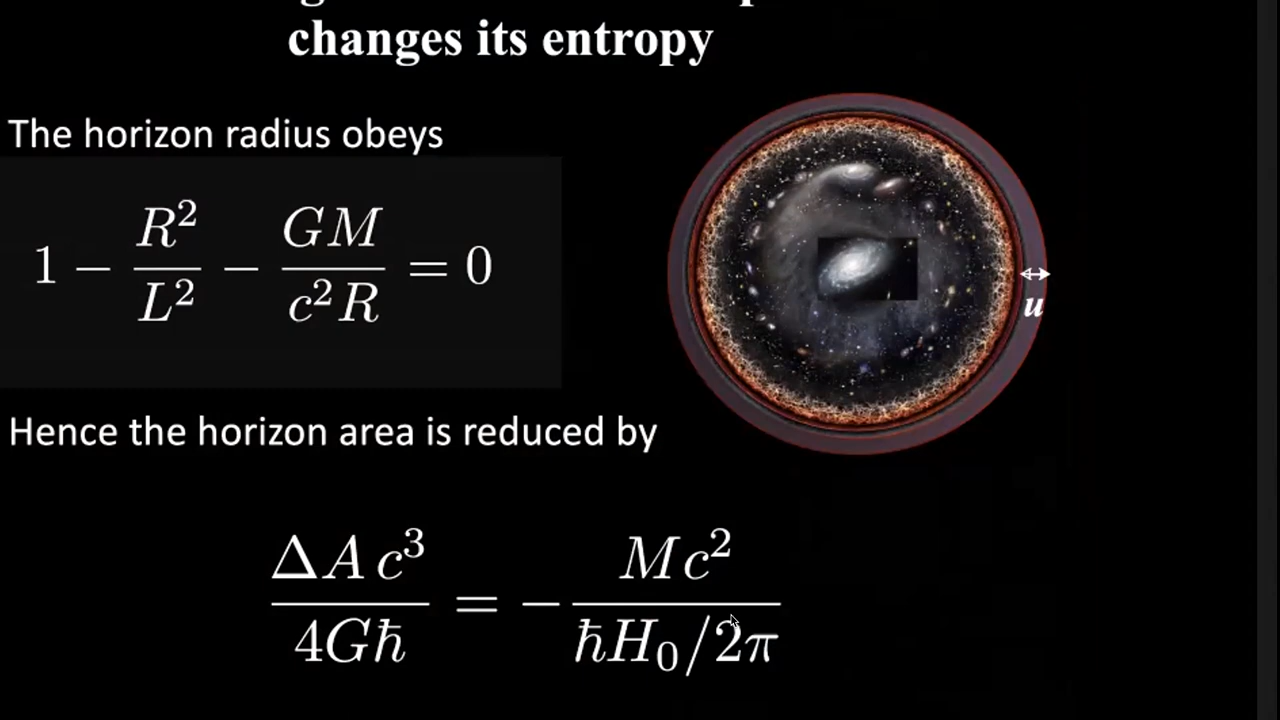 changes its entropy
The horizon radius obeys
1 − R²/L² − GM/c²R = 0
u
Hence the horizon area is reduced by
ΔA c³/4Għ = − Mc²/ħH₀/2π